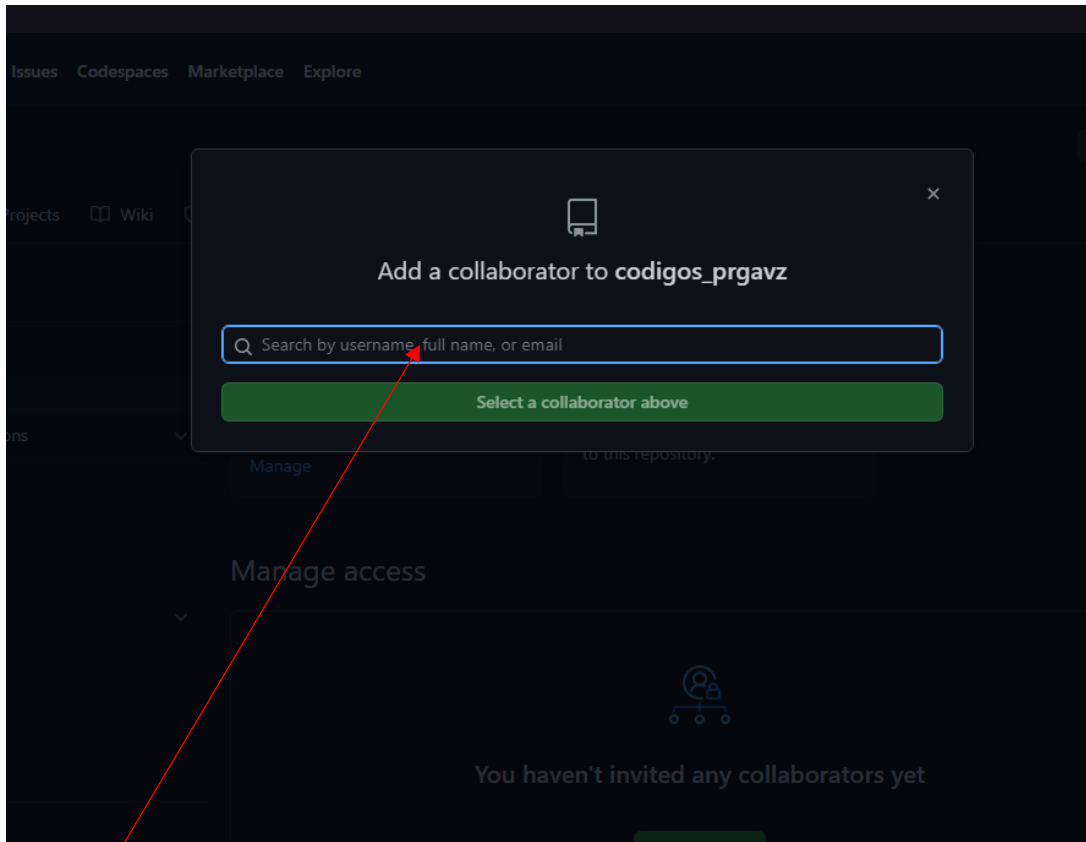 Issues Codespaces Marketplace Explore
Projects Wiki
Add a collaborator to codigos_prgavz
Search by username, full name, or email
Select a collaborator above
ons
Manage
to this repository.
Manage access
You haven't invited any collaborators yet